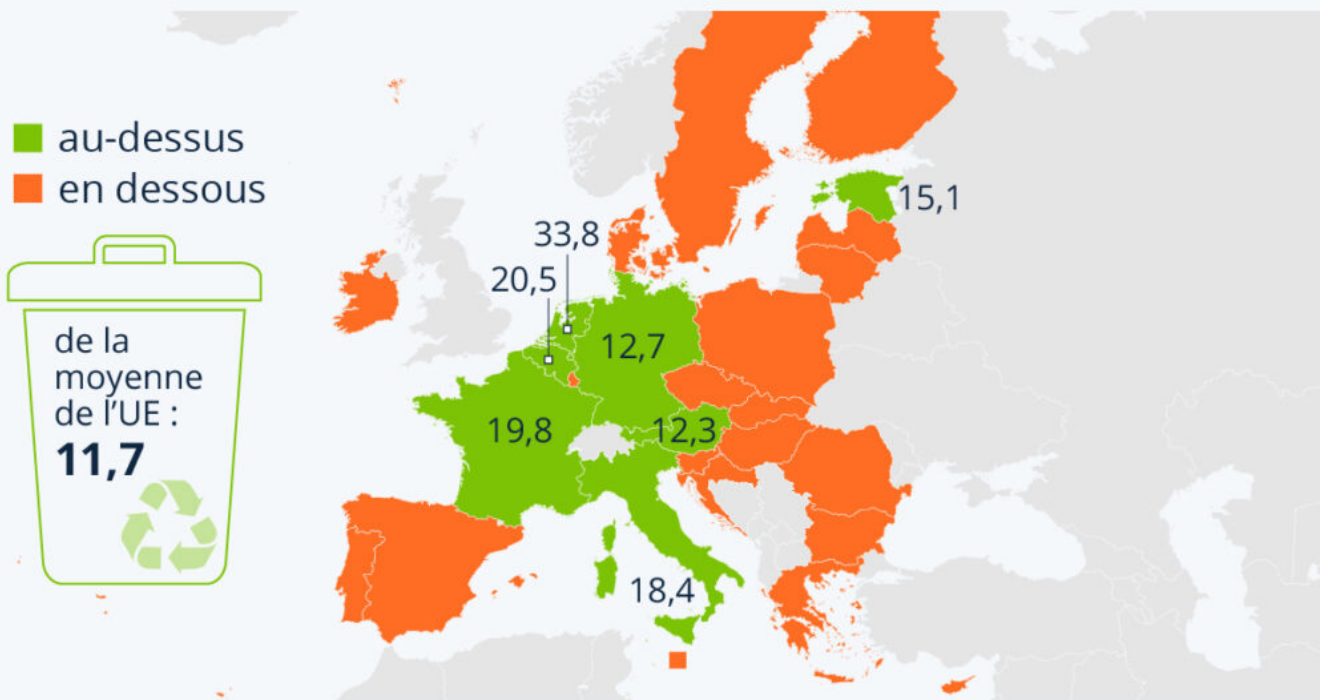 au-dessus
en dessous
de la
moyenne
de l'UE :
11,7
33,8
20,5
15,1
12,7
19,8
12,3
18,4